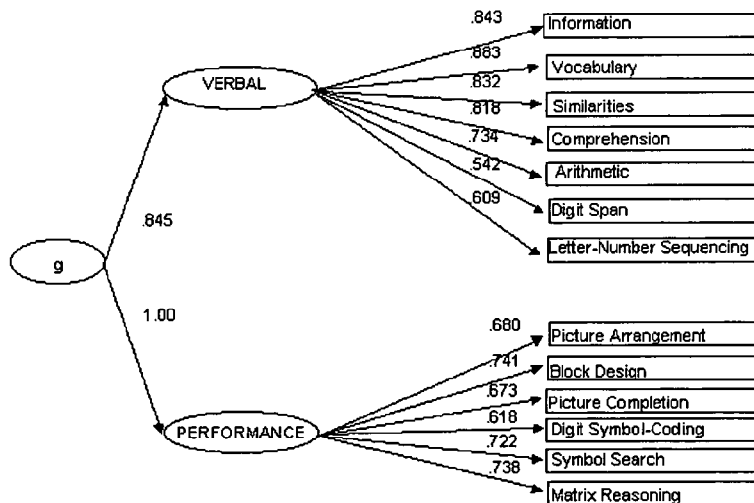 .843
Information
.883
Vocabulary
VERBAL
.832
Similarities
.818
Comprehension
.734
Arithmetic
.542
Digit Span
.609
Letter-Number Sequencing
.845
g
1.00
.680
Picture Arrangement
.741
Block Design
.673
Picture Completion
.618
PERFORMANCE
Digit Symbol-Coding
.722
Symbol Search
.738
Matrix Reasoning